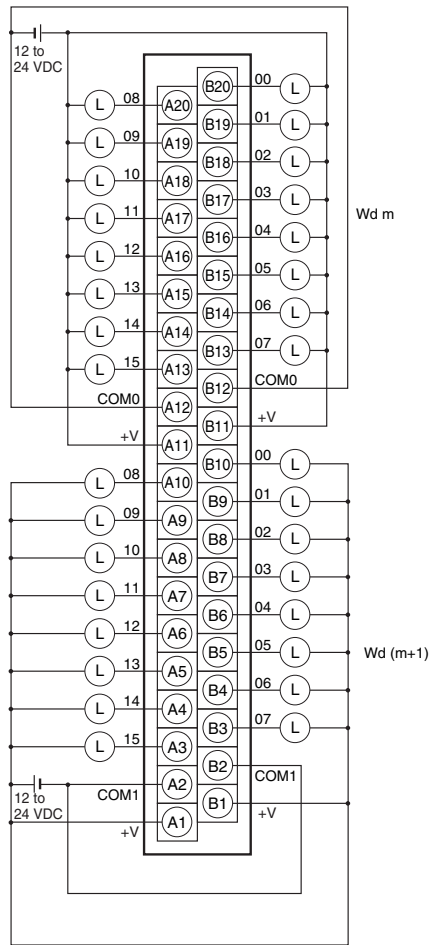 12 to
24 VDC
B20 00 L
L 08 A20
B19 01 L
L 09 A19
B18 02 L
L 10 A18
B17 03 L
Wd m
L 11 A17
B16 04 L
L 12 A16
B15 05 L
L 13 A15
B14 06 L
L 14 A14
B13 07 L
L 15 A13
B12 COM0
COM0 A12
B11 +V
+V A11
B10 00 L
L 08 A10
B9 01 L
L 09 A9
B8 02 L
L 10 A8
B7 03 L
L 11 A7
B6 04 L
L 12 A6
B5 05 L
Wd (m+1)
L 13 A5
B4 06 L
L 14 A4
B3 07 L
L 15 A3
B2 COM1
COM1 A2
12 to
24 VDC
B1 +V
+V A1